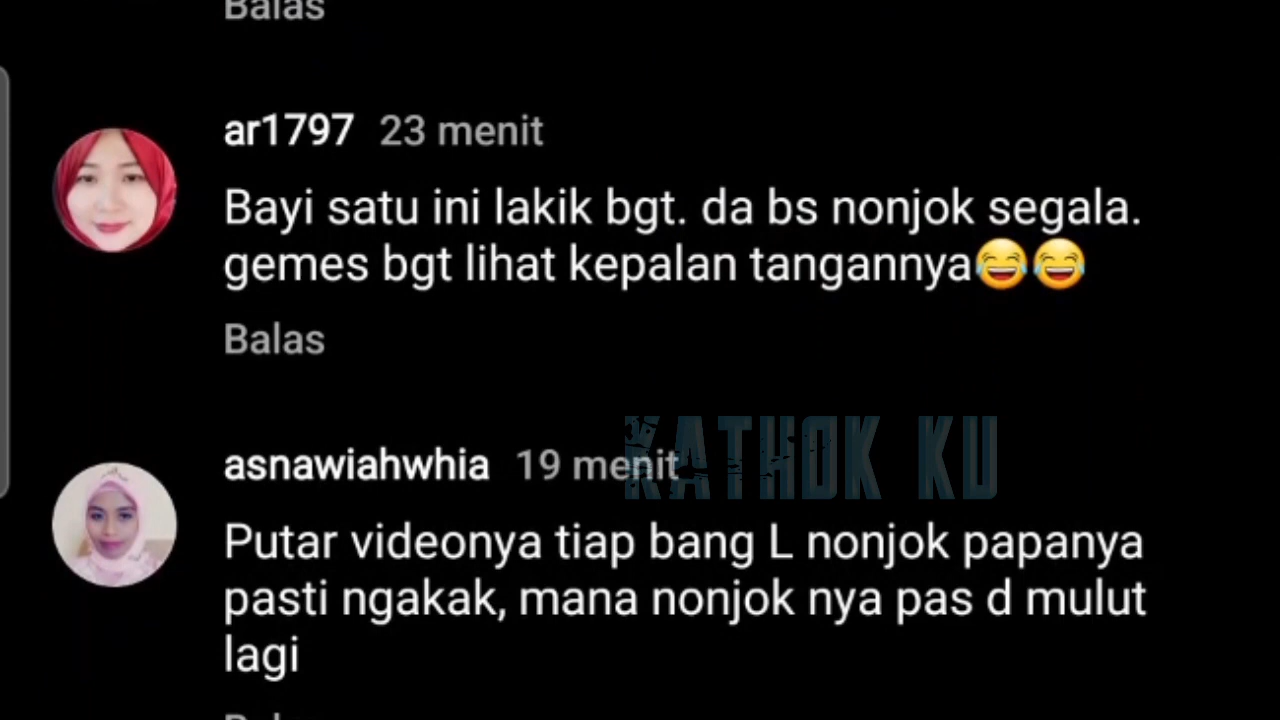 Balas
ar1797 23 menit
Bayi satu ini lakik bgt. da bs nonjok segala.
gemes bgt lihat kepalan tangannya😂😂
Balas
KATHOK KU
asnawiahwhia 19 menit
Putar videonya tiap bang L nonjok papanya
pasti ngakak, mana nonjok nya pas d mulut
lagi